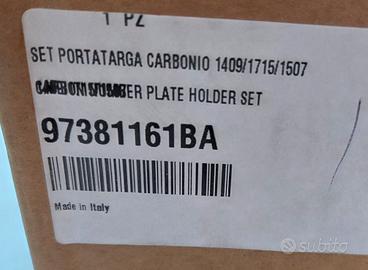 1 PZ
SET PORTATARGA CARBONIO 1409/1715/1507
PLATE HOLDER SET
97381161BA
Made in Italy
subito